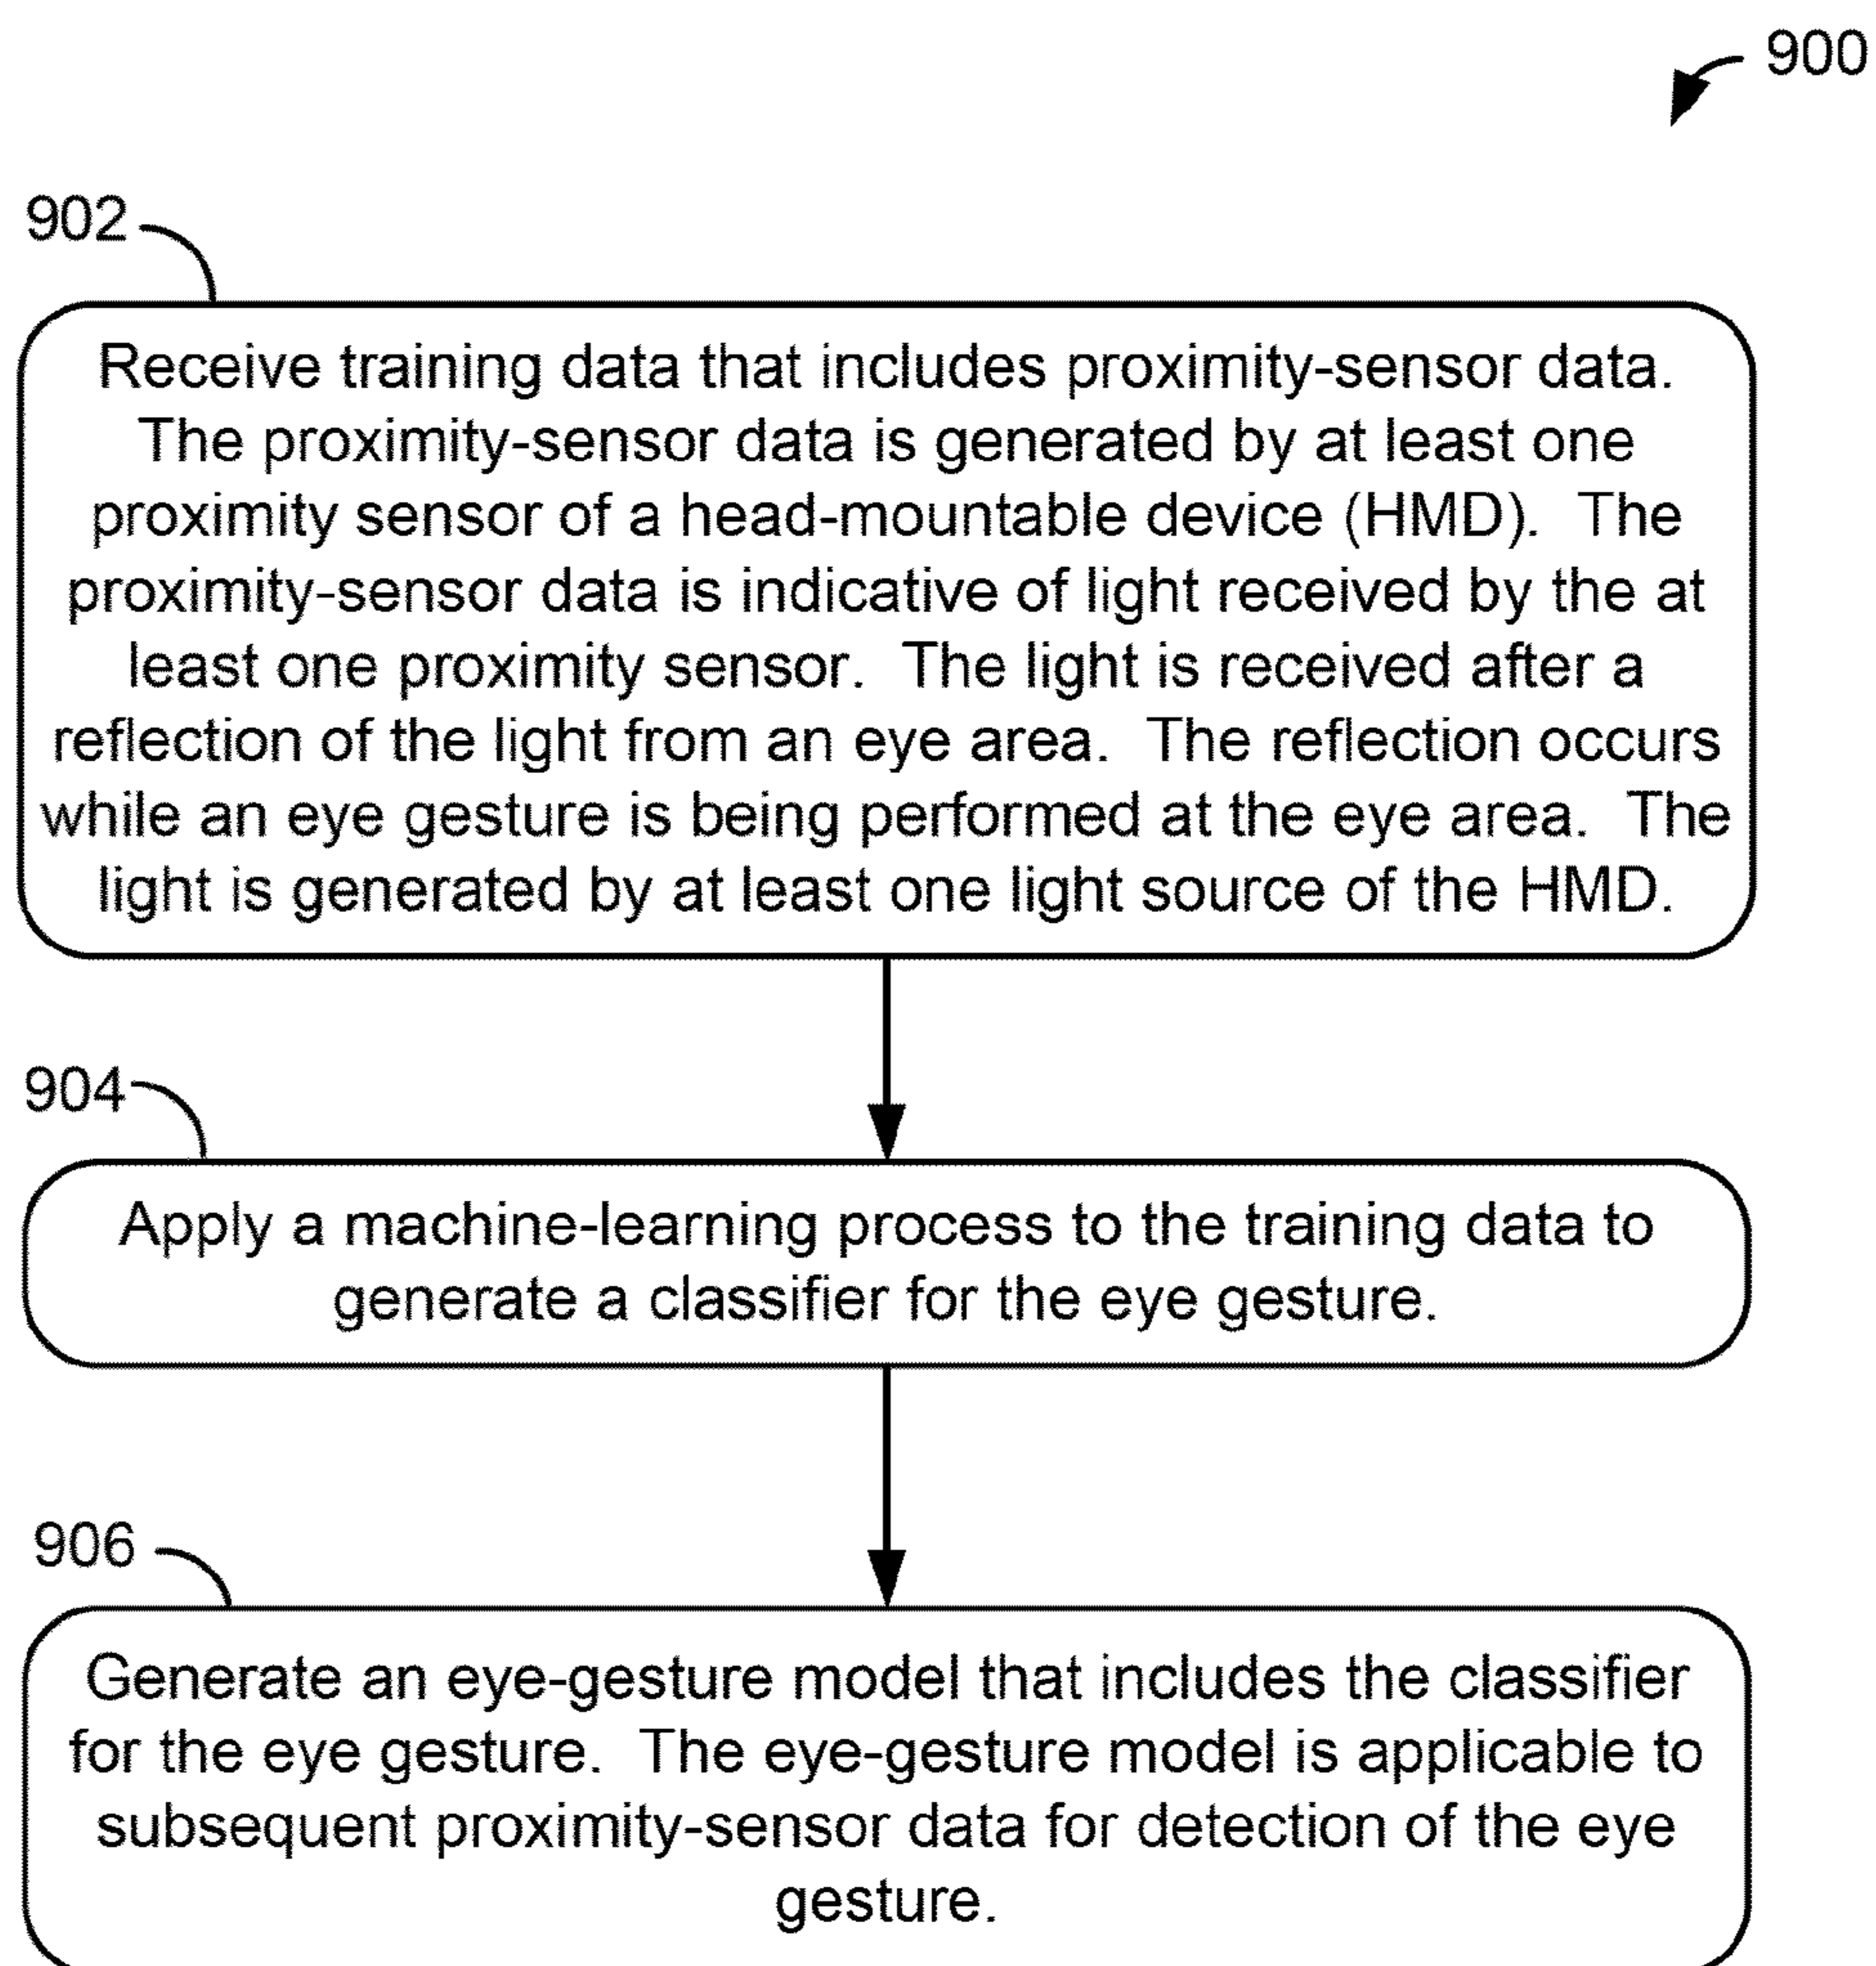 900
902
Receive training data that includes proximity-sensor data.
The proximity-sensor data is generated by at least one
proximity sensor of a head-mountable device (HMD).  The
proximity-sensor data is indicative of light received by the at
least one proximity sensor.  The light is received after a
reflection of the light from an eye area.  The reflection occurs
while an eye gesture is being performed at the eye area.  The
light is generated by at least one light source of the HMD.
904
Apply a machine-learning process to the training data to
generate a classifier for the eye gesture.
906
Generate an eye-gesture model that includes the classifier
for the eye gesture.  The eye-gesture model is applicable to
subsequent proximity-sensor data for detection of the eye
gesture.